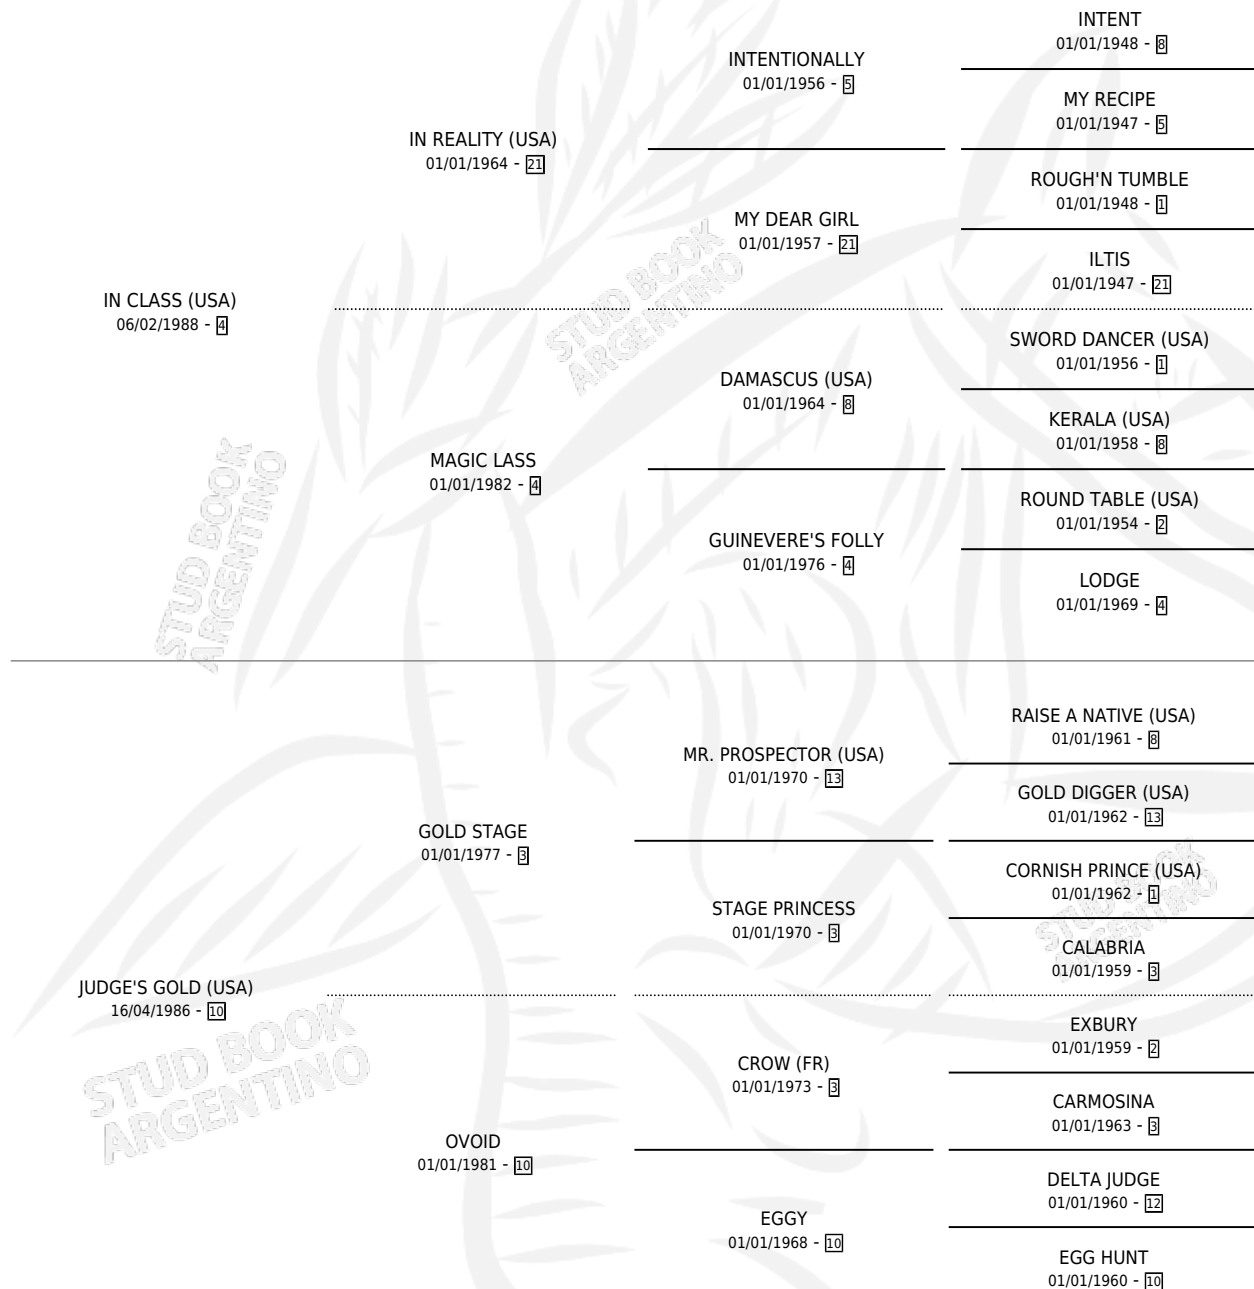 INTENT
01/01/1948 - 8
INTENTIONALLY
01/01/1956 - 5
MY RECIPE
01/01/1947 - 5
IN REALITY (USA)
01/01/1964 - 21
ROUGH'N TUMBLE
01/01/1948 - 1
MY DEAR GIRL
01/01/1957 - 21
ILTIS
01/01/1947 - 21
IN CLASS (USA)
06/02/1988 - 4
SWORD DANCER (USA)
01/01/1956 - 1
DAMASCUS (USA)
01/01/1964 - 8
KERALA (USA)
01/01/1958 - 8
MAGIC LASS
01/01/1982 - 4
ROUND TABLE (USA)
01/01/1954 - 2
GUINEVERE'S FOLLY
01/01/1976 - 4
LODGE
01/01/1969 - 4
RAISE A NATIVE (USA)
01/01/1961 - 8
MR. PROSPECTOR (USA)
01/01/1970 - 13
GOLD DIGGER (USA)
01/01/1962 - 13
GOLD STAGE
01/01/1977 - 3
CORNISH PRINCE (USA)
01/01/1962 - 1
STAGE PRINCESS
01/01/1970 - 3
CALABRIA
01/01/1959 - 3
JUDGE'S GOLD (USA)
16/04/1986 - 10
EXBURY
01/01/1959 - 2
CROW (FR)
01/01/1973 - 3
CARMOSINA
01/01/1963 - 3
OVOID
01/01/1981 - 10
DELTA JUDGE
01/01/1960 - 12
EGGY
01/01/1968 - 10
EGG HUNT
01/01/1960 - 10
STUD BOOK
ARGENTINO
STUD BOOK
ARGENTINO
STUD BOOK
ARGENTINO
STUD BOOK
ARGENTINO